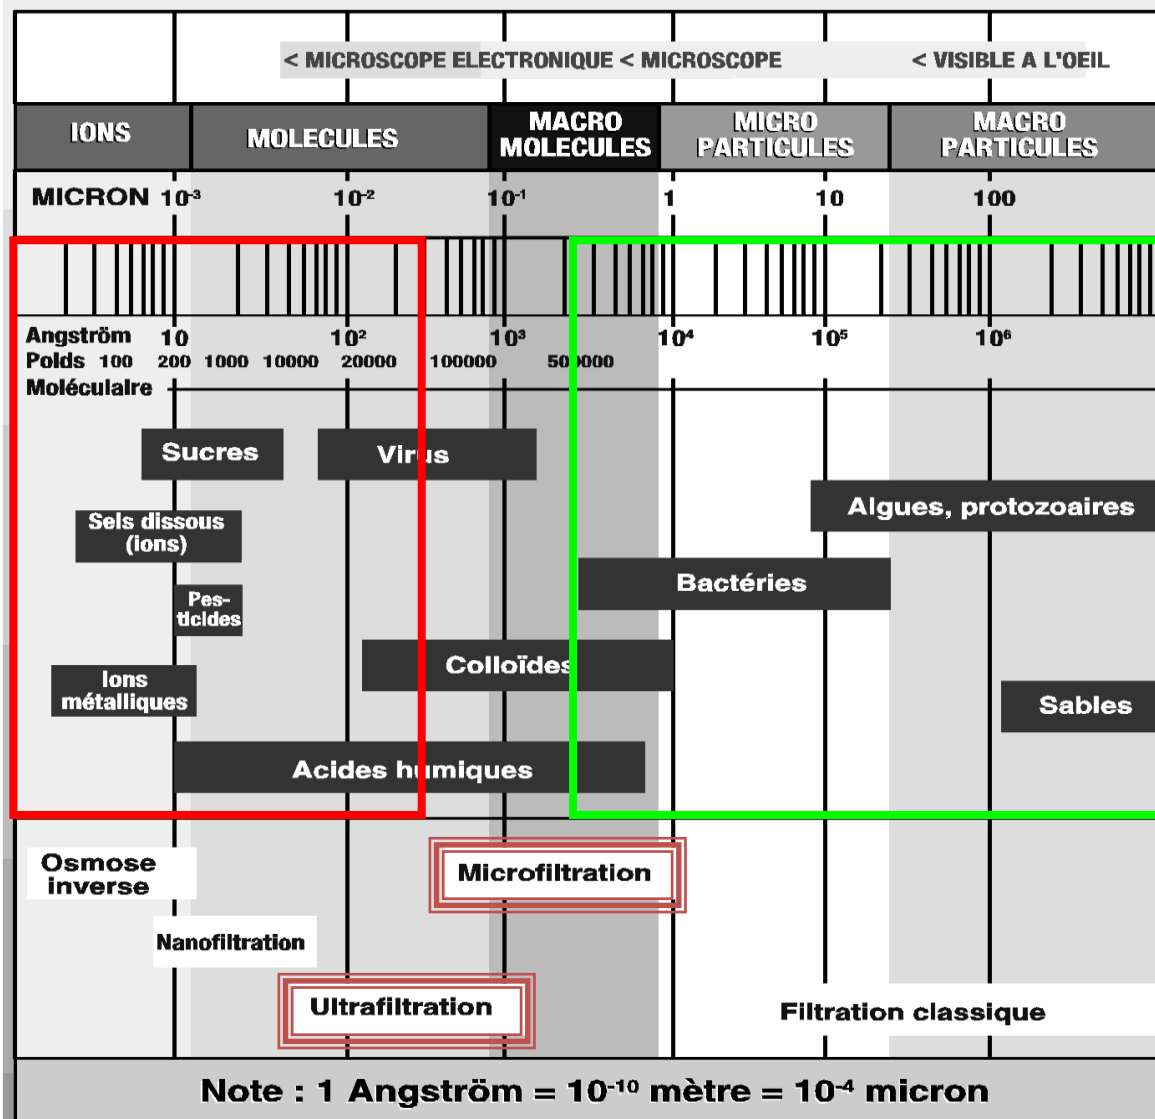 < MICROSCOPE ELECTRONIQUE < MICROSCOPE < VISIBLE A L'OEIL
IONS
MOLECULES
MACRO
MOLECULES
MICRO
PARTICULES
MACRO
PARTICULES
MICRON 10⁻³ 10⁻² 10⁻¹ 1 10 100
Angström 10 10² 10³ 10⁴ 10⁵ 10⁶
Polds 100 200 1000 10000 20000 100000 500000
Moléculaire
Sucres
Virus
Algues, protozoaires
Sels dissous
(ions)
Bactéries
Pes-
ticides
Colloïdes
Ions
métalliques
Sables
Acides humiques
Osmose
inverse
Microfiltration
Nanofiltration
Ultrafiltration
Filtration classique
Note : 1 Angström = 10⁻¹⁰ mètre = 10⁻⁴ micron